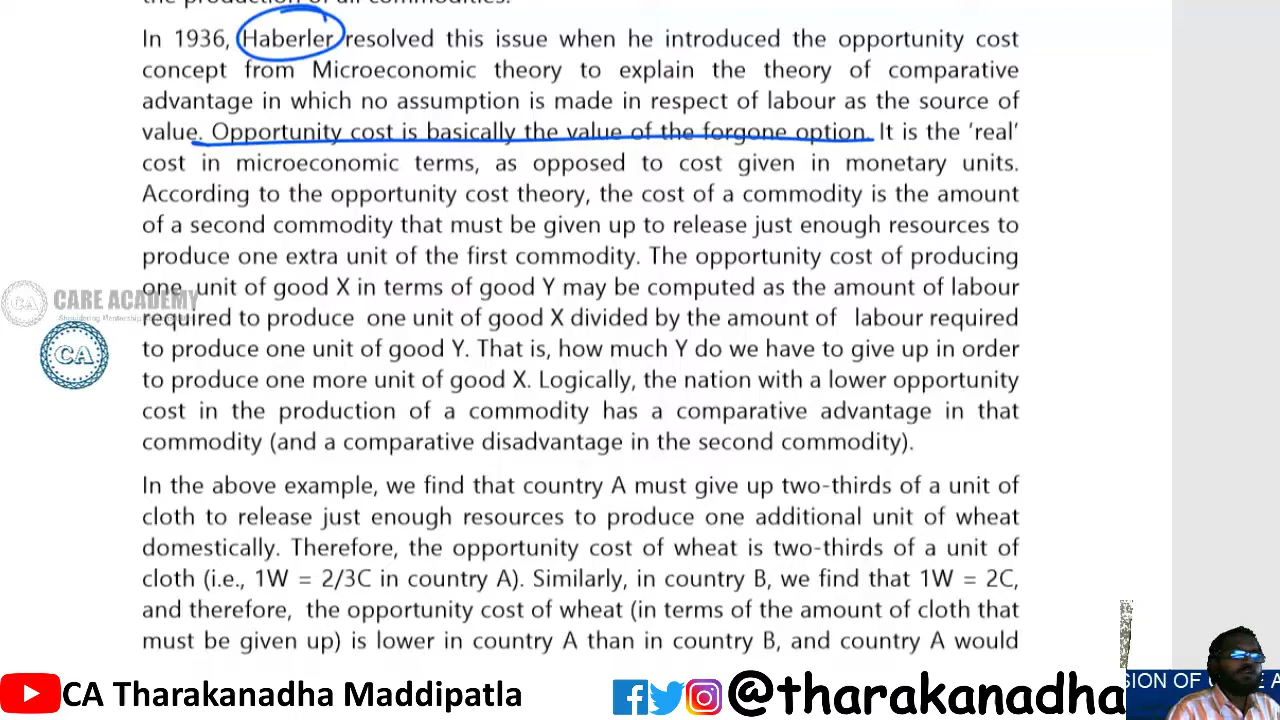 the production of all commodities.
In 1936, Haberler resolved this issue when he introduced the opportunity cost
concept from Microeconomic theory to explain the theory of comparative
advantage in which no assumption is made in respect of labour as the source of
value. Opportunity cost is basically the value of the forgone option. It is the ‘real’
cost in microeconomic terms, as opposed to cost given in monetary units.
According to the opportunity cost theory, the cost of a commodity is the amount
of a second commodity that must be given up to release just enough resources to
produce one extra unit of the first commodity. The opportunity cost of producing
one unit of good X in terms of good Y may be computed as the amount of labour
required to produce one unit of good X divided by the amount of labour required
to produce one unit of good Y. That is, how much Y do we have to give up in order
to produce one more unit of good X. Logically, the nation with a lower opportunity
cost in the production of a commodity has a comparative advantage in that
commodity (and a comparative disadvantage in the second commodity).
In the above example, we find that country A must give up two-thirds of a unit of
cloth to release just enough resources to produce one additional unit of wheat
domestically. Therefore, the opportunity cost of wheat is two-thirds of a unit of
cloth (i.e., 1W = 2/3C in country A). Similarly, in country B, we find that 1W = 2C,
and therefore, the opportunity cost of wheat (in terms of the amount of cloth that
must be given up) is lower in country A than in country B, and country A would
CARE ACADEMY
CA
CA Tharakanadha Maddipatla
@tharakanadha
SION OF